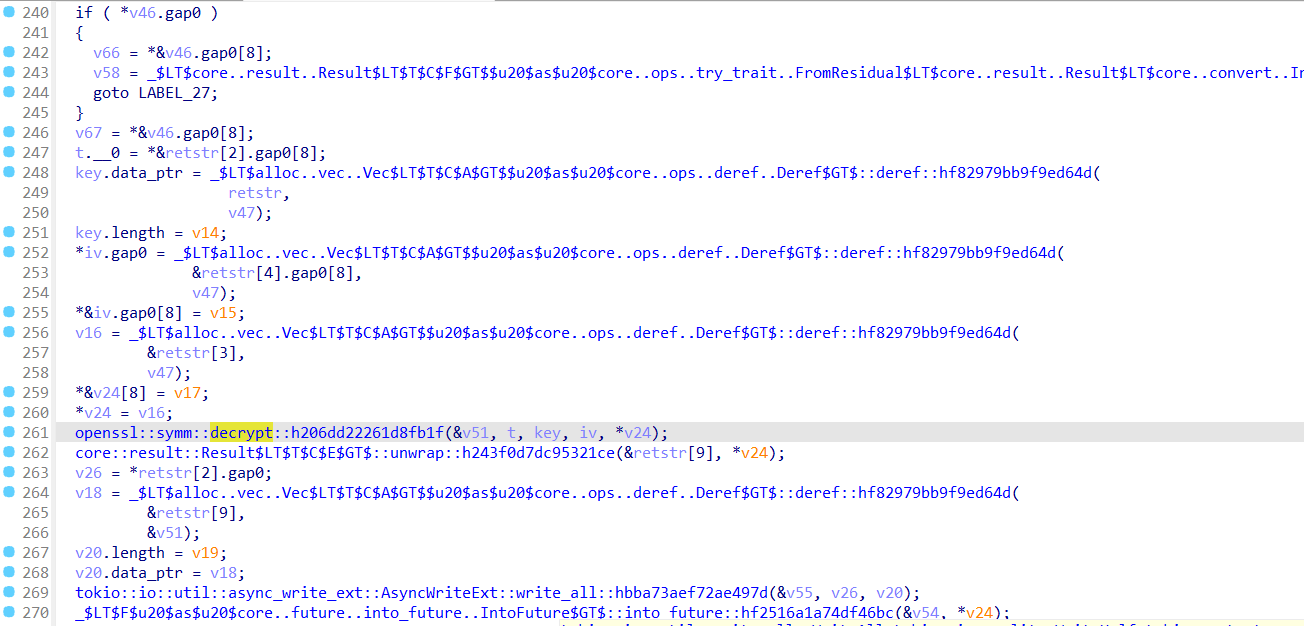 240 if ( *v46.gap0 )
241 {
242 v66 = *&v46.gap0[8];
243 v58 = _$LT$core..result..Result$LT$T$C$F$GT$$u20$as$u20$core..ops..try_trait..FromResidual$LT$core..result..Result$LT$core..convert..In
244 goto LABEL_27;
245 }
246 v67 = *&v46.gap0[8];
247 t.__0 = *&retstr[2].gap0[8];
248 key.data_ptr = _$LT$alloc..vec..Vec$LT$T$C$A$GT$$u20$as$u20$core..ops..deref..Deref$GT$::deref::hf82979bb9f9ed64d(
249 retstr,
250 v47);
251 key.length = v14;
252 *iv.gap0 = _$LT$alloc..vec..Vec$LT$T$C$A$GT$$u20$as$u20$core..ops..deref..Deref$GT$::deref::hf82979bb9f9ed64d(
253 &retstr[4].gap0[8],
254 v47);
255 *&iv.gap0[8] = v15;
256 v16 = _$LT$alloc..vec..Vec$LT$T$C$A$GT$$u20$as$u20$core..ops..deref..Deref$GT$::deref::hf82979bb9f9ed64d(
257 &retstr[3],
258 v47);
259 *&v24[8] = v17;
260 *v24 = v16;
261 openssl::symm::decrypt::h206dd22261d8fb1f(&v51, t, key, iv, *v24);
262 core::result::Result$LT$T$C$E$GT$::unwrap::h243f0d7dc95321ce(&retstr[9], *v24);
263 v26 = *retstr[2].gap0;
264 v18 = _$LT$alloc..vec..Vec$LT$T$C$A$GT$$u20$as$u20$core..ops..deref..Deref$GT$::deref::hf82979bb9f9ed64d(
265 &retstr[9],
266 &v51);
267 v20.length = v19;
268 v20.data_ptr = v18;
269 tokio::io::util::async_write_ext::AsyncWriteExt::write_all::hbba73aef72ae497d(&v55, v26, v20);
270 _$LT$F$u20$as$u20$core..future..into_future..IntoFuture$GT$::into_future::hf2516a1a74df46bc(&v54, *v24);